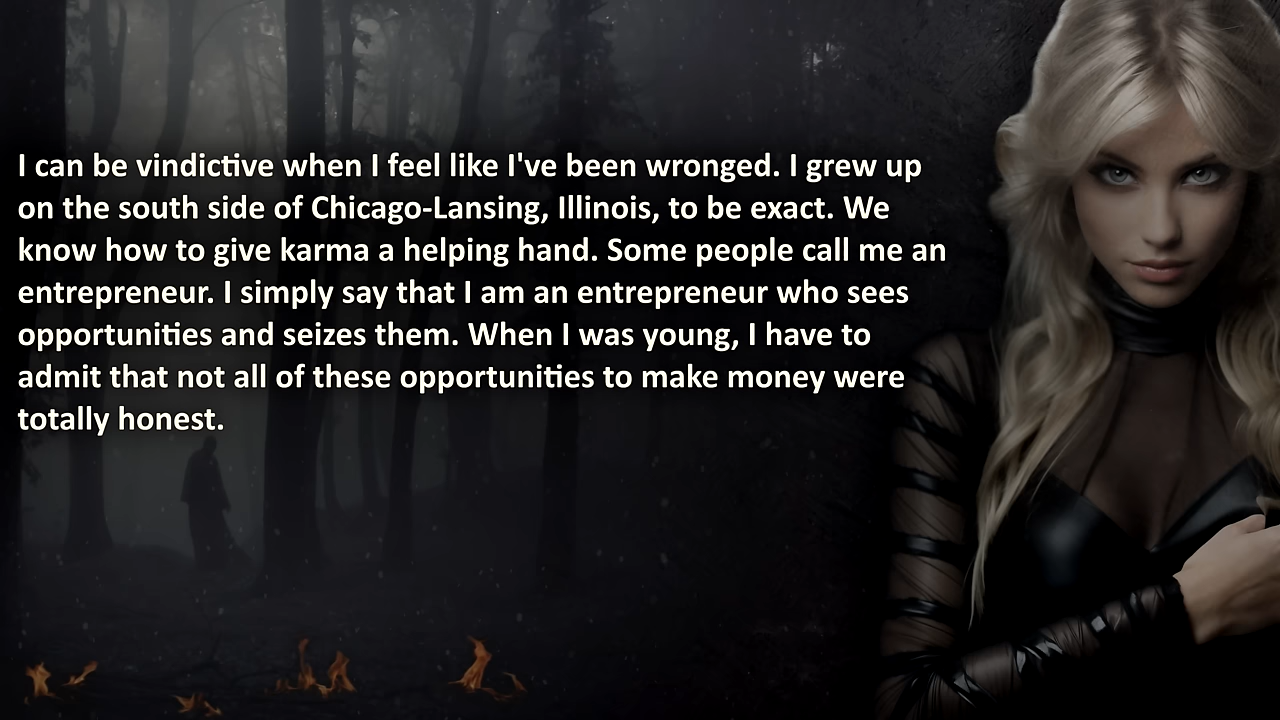 I can be vindictive when I feel like I've been wronged. I grew up
on the south side of Chicago-Lansing, Illinois, to be exact. We
know how to give karma a helping hand. Some people call me an
entrepreneur. I simply say that I am an entrepreneur who sees
opportunities and seizes them. When I was young, I have to
admit that not all of these opportunities to make money were
totally honest.